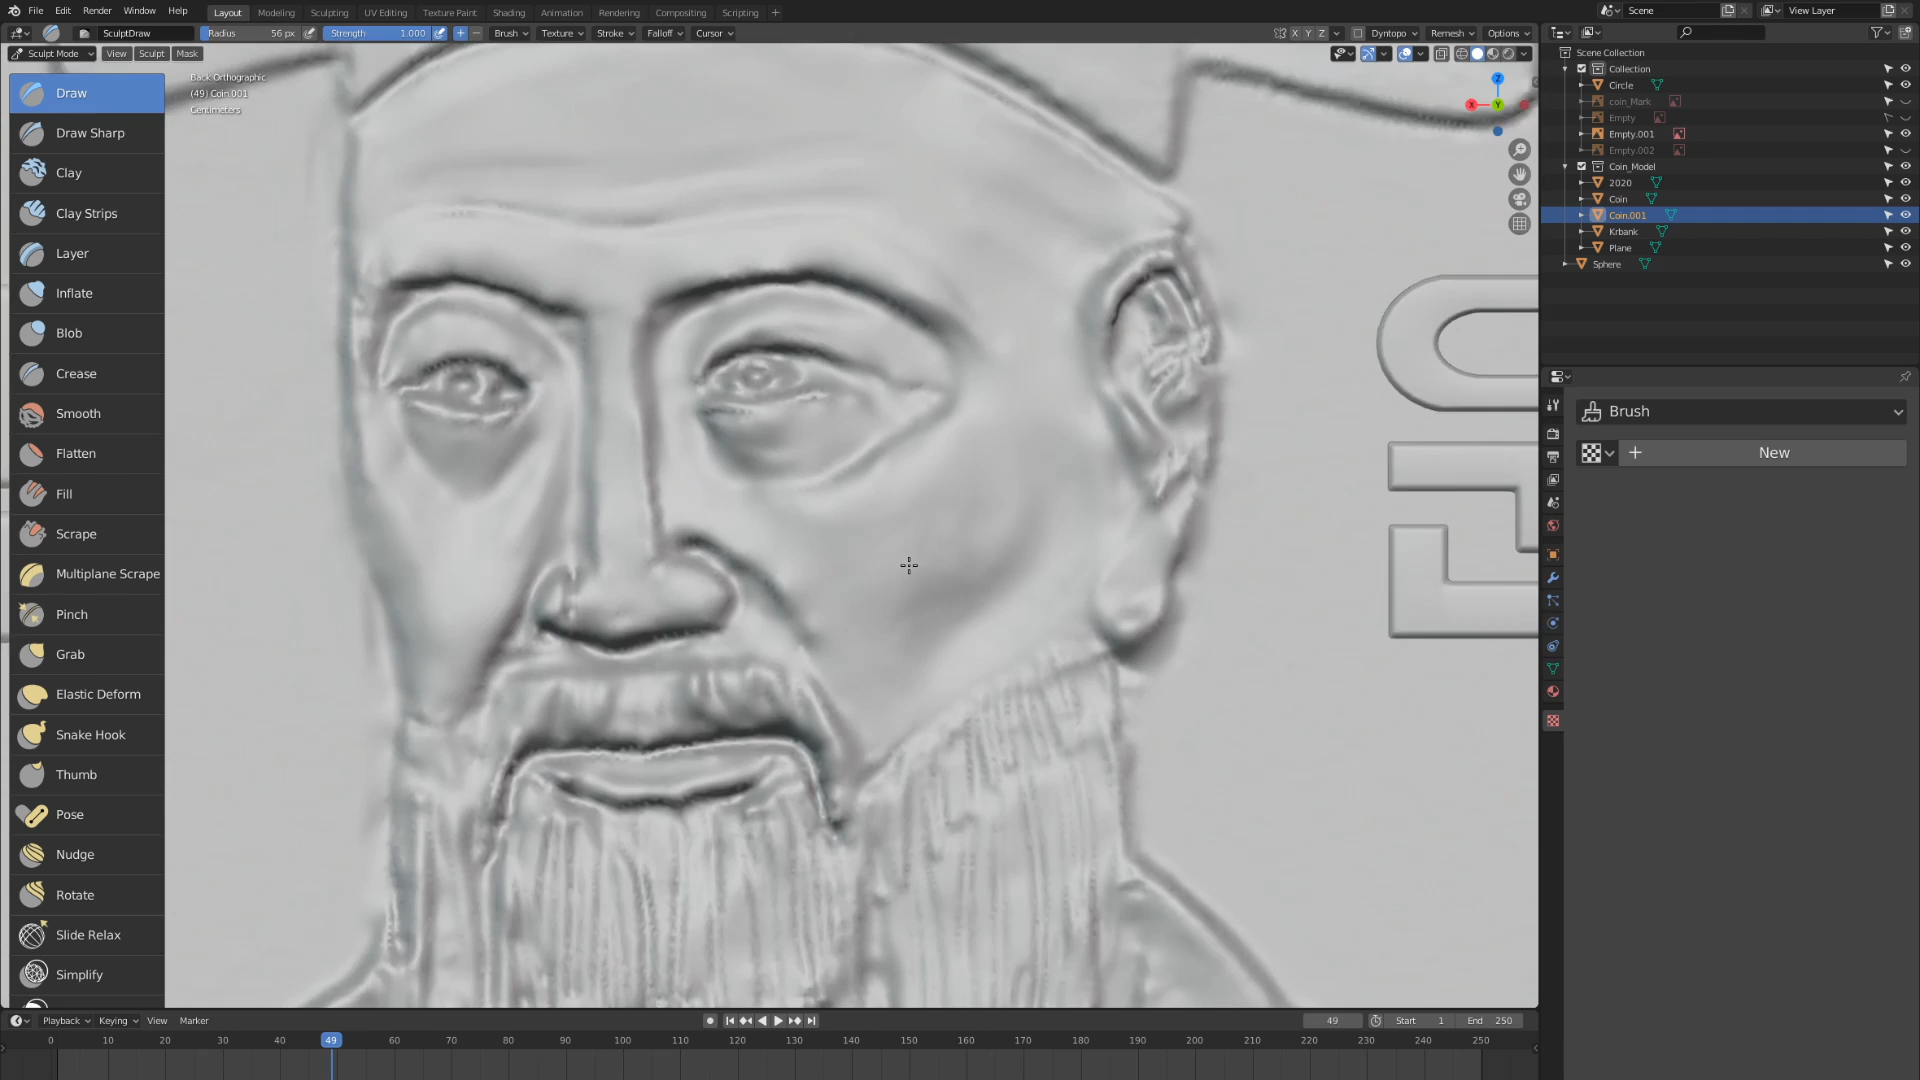 File Edit Render Window Help Layout Modeling Sculpting UV Editing Texture Paint Shading Animation Rendering Compositing Scripting + Scene View Layer
SculptDraw Radius 56 px Strength 1.000 + − Brush Texture Stroke Falloff Cursor X Y Z Dyntopo Remesh Options
Sculpt Mode View Sculpt Mask
Back Orthographic
(49) Coin.001
Centimeters
Z
X
Y
Draw
Draw Sharp
Clay
Clay Strips
Layer
Inflate
Blob
Crease
Smooth
Flatten
Fill
Scrape
Multiplane Scrape
Pinch
Grab
Elastic Deform
Snake Hook
Thumb
Pose
Nudge
Rotate
Slide Relax
Simplify
Scene Collection
Collection
Circle
coin_Mark
Empty
Empty.001
Empty.002
Coin_Model
2020
Coin
Coin.001
Krbank
Plane
Sphere
Brush
+ New
Playback Keying View Marker 49 Start 1 End 250
0 10 20 30 40 49 60 70 80 90 100 110 120 130 140 150 160 170 180 190 200 210 220 230 240 250